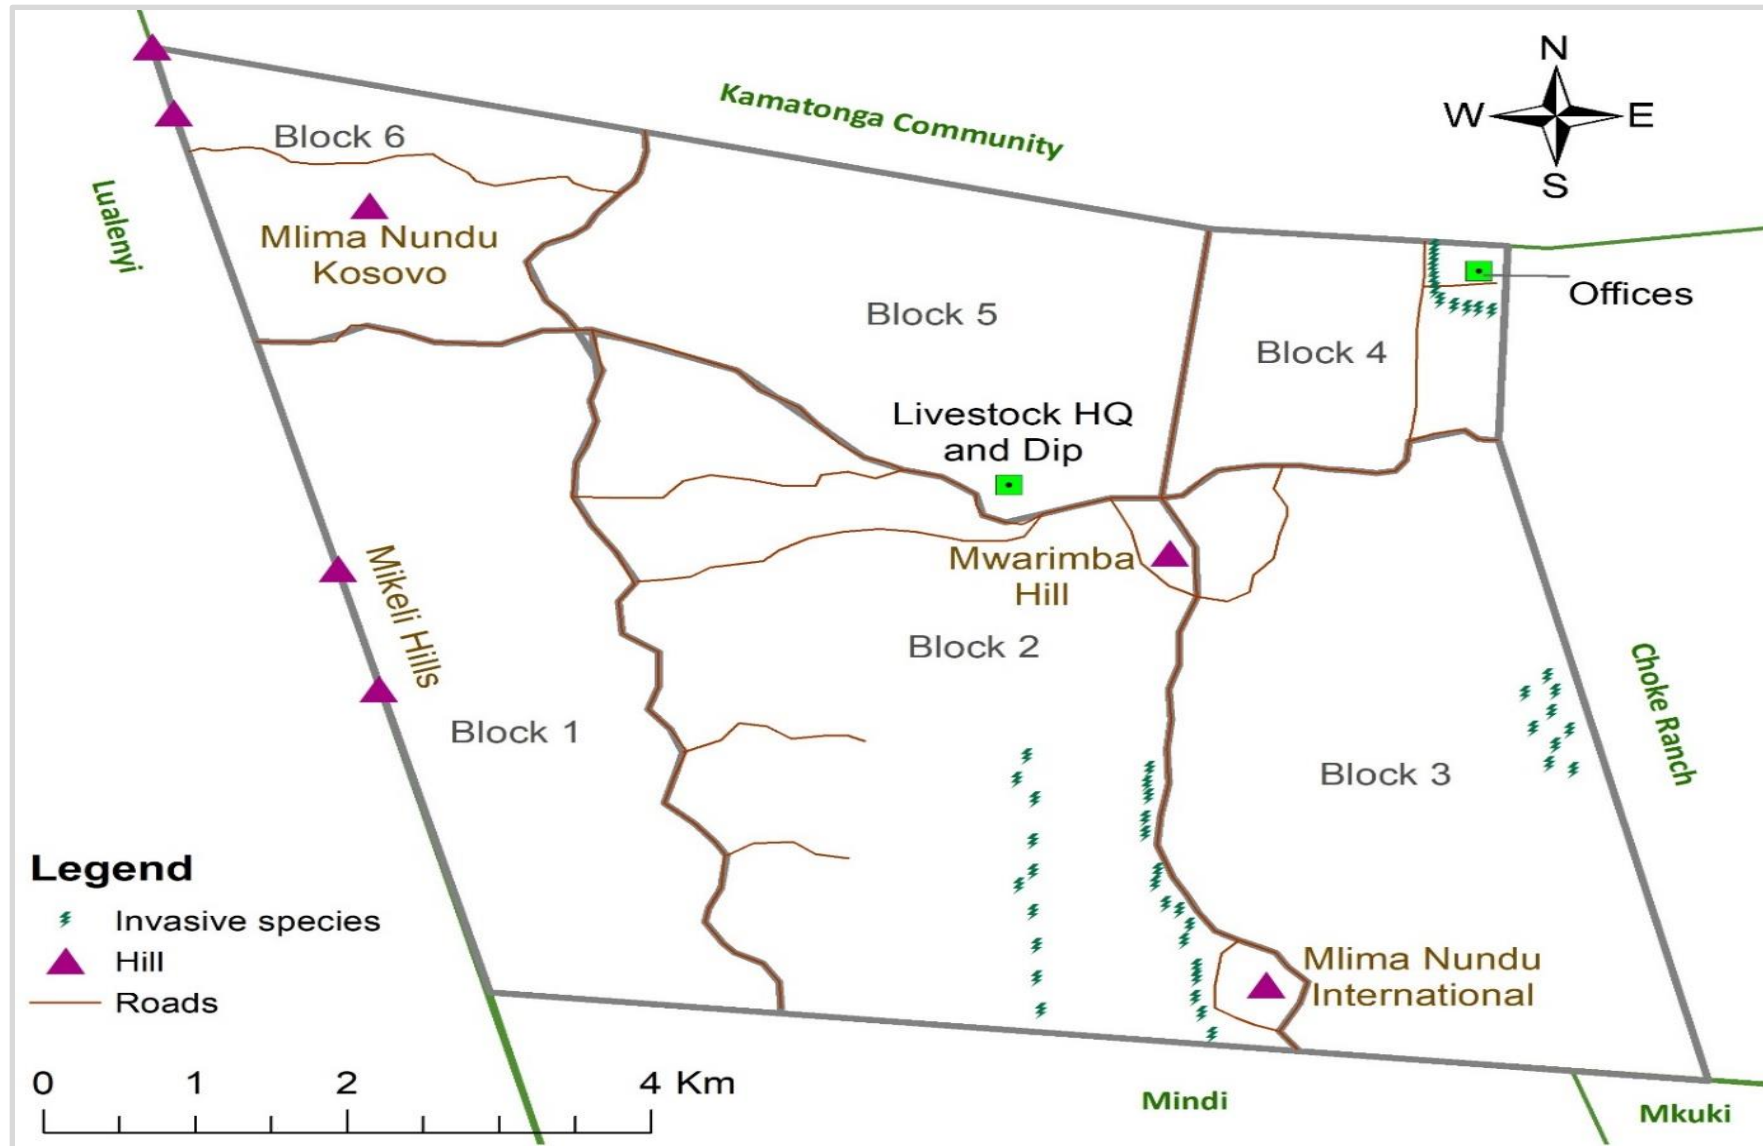 N
Kamatonga Community
W
E
Block 6
S
Lualenyi
Mlima Nundu
Kosovo
Offices
Block 5
Block 4
Livestock HQ
and Dip
Mikeli Hills
Mwarimba
Hill
Block 2
Choke Ranch
Block 1
Block 3
Legend
Invasive species
Hill
Roads
Mlima Nundu
International
0 1 2 4 Km
Mindi
Mkuki